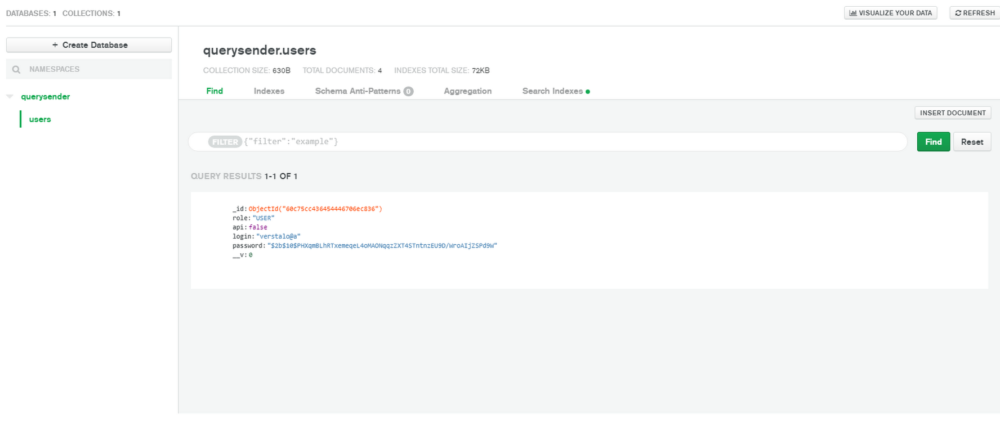 DATABASES: 1 COLLECTIONS: 1
VISUALIZE YOUR DATA
REFRESH
+ Create Database
NAMESPACES
querysender
users
querysender.users
COLLECTION SIZE: 630B TOTAL DOCUMENTS: 4 INDEXES TOTAL SIZE: 72KB
Find Indexes Schema Anti-Patterns 0 Aggregation Search Indexes
INSERT DOCUMENT
FILTER {"filter":"example"}
Find Reset
QUERY RESULTS 1-1 OF 1
_id: ObjectId("60c75cc436454446706ec836")
role: "USER"
api: false
login: "verstalo@a"
password: "$2b$10$PHXqmBLhRTxemeqeL4oMAONqqzZXT4STntnzEU9D/WroAIjZSPd9W"
__v: 0